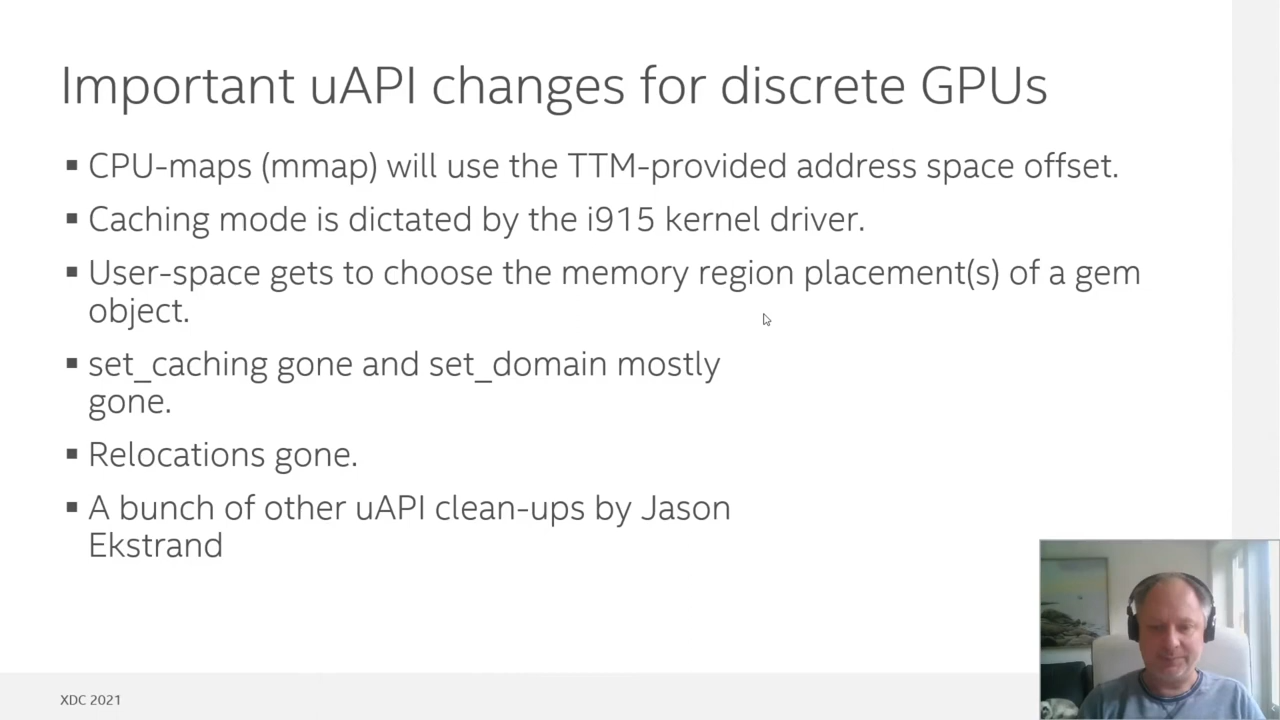 Important uAPI changes for discrete GPUs
▪ CPU-maps (mmap) will use the TTM-provided address space offset.
▪ Caching mode is dictated by the i915 kernel driver.
▪ User-space gets to choose the memory region placement(s) of a gem
object.
▪ set_caching gone and set_domain mostly
gone.
▪ Relocations gone.
▪ A bunch of other uAPI clean-ups by Jason
Ekstrand
XDC 2021